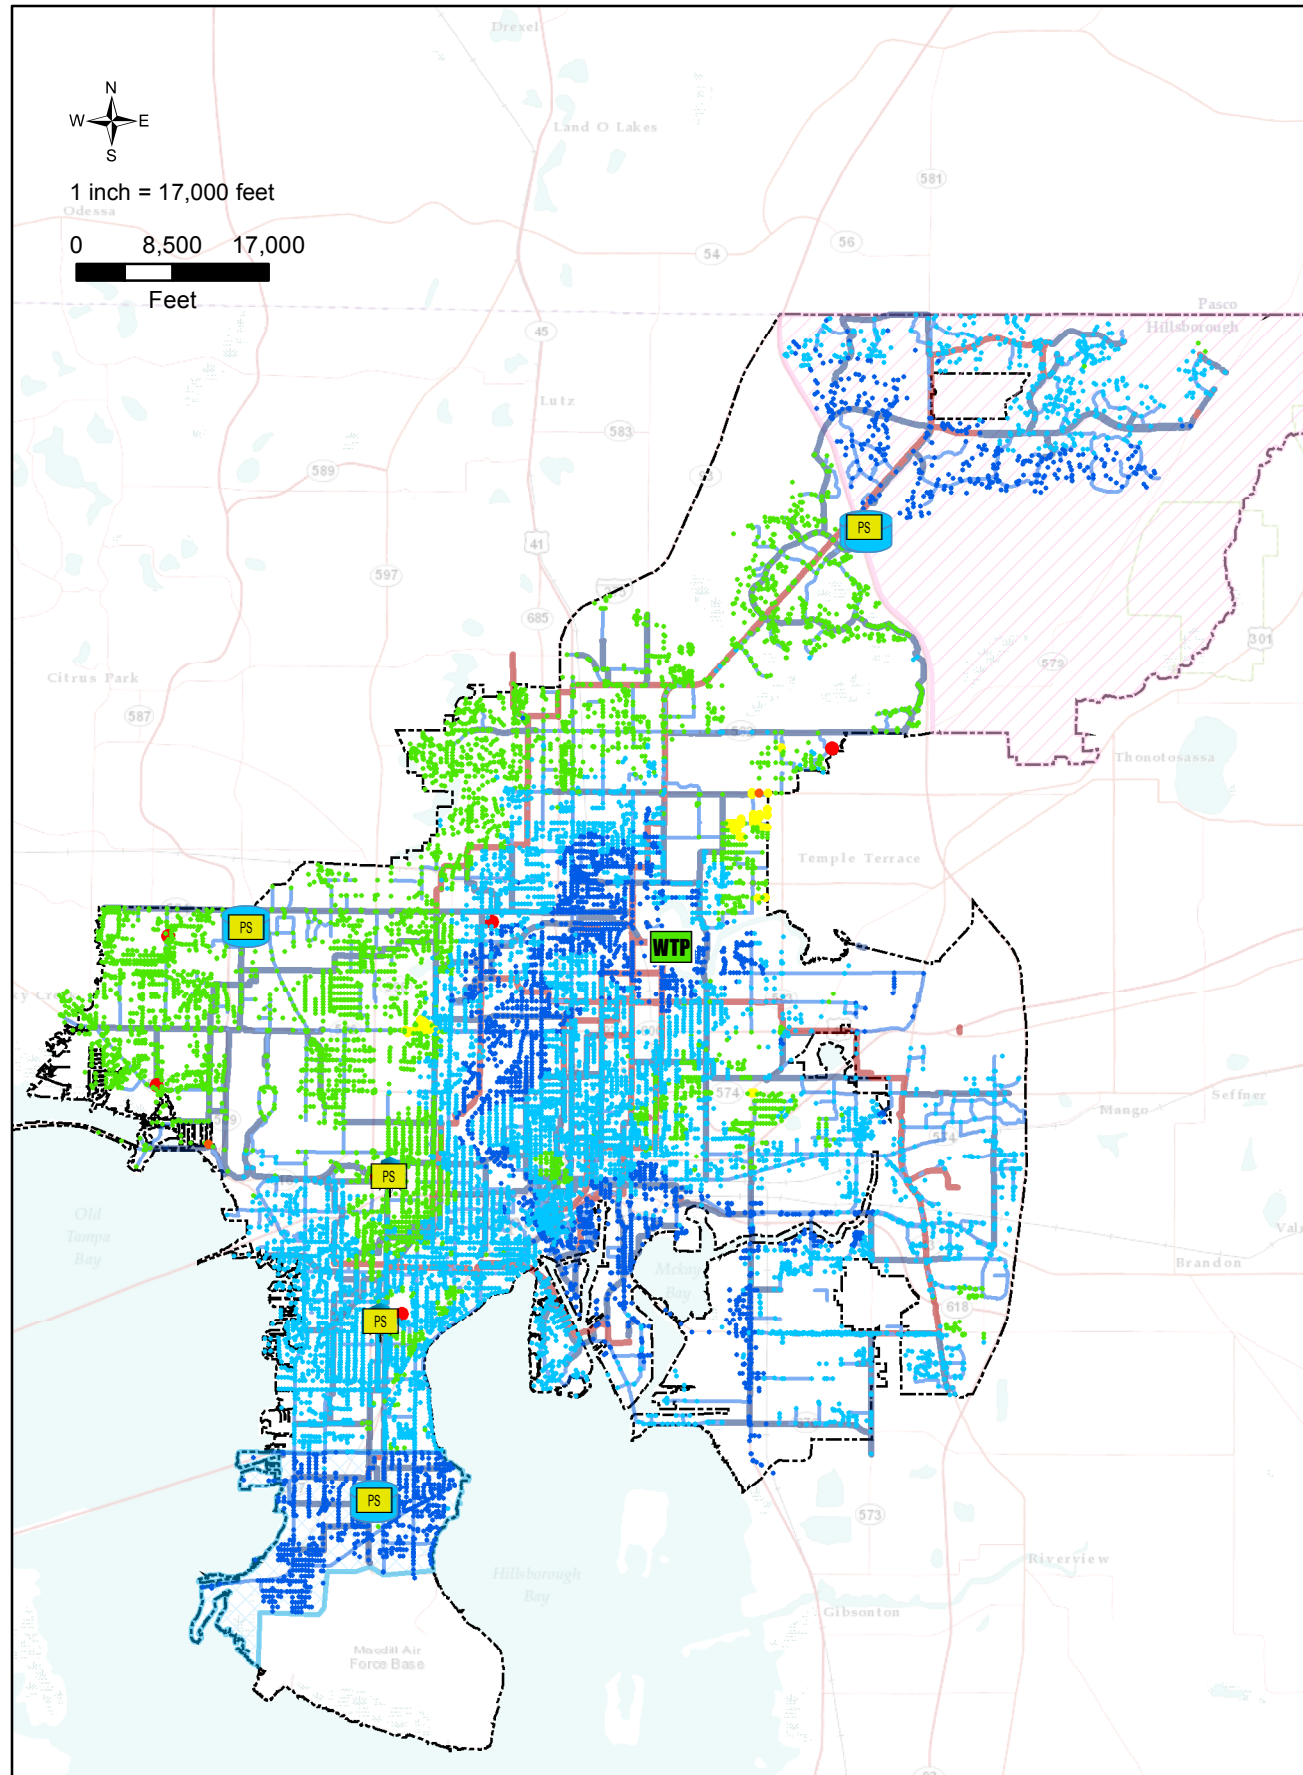 Drexel
N
W E
S
Land O Lakes
1 inch = 17,000 feet
581
Odessa
0 8,500 17,000
Feet
54
56
Pasco
Hillsborough
45
Lutz
583
589
PS
41
597
685
301
579
Citrus Park
587
582
Thonotosassa
Temple Terrace
PS
WTP
574
Mango
Seffner
PS
Old
Tampa
Bay
Mckay
Bay
Brandon
618
PS
PS
573
Hillsborough
Bay
Riverview
Gibsonton
Macdill Air
Force Base